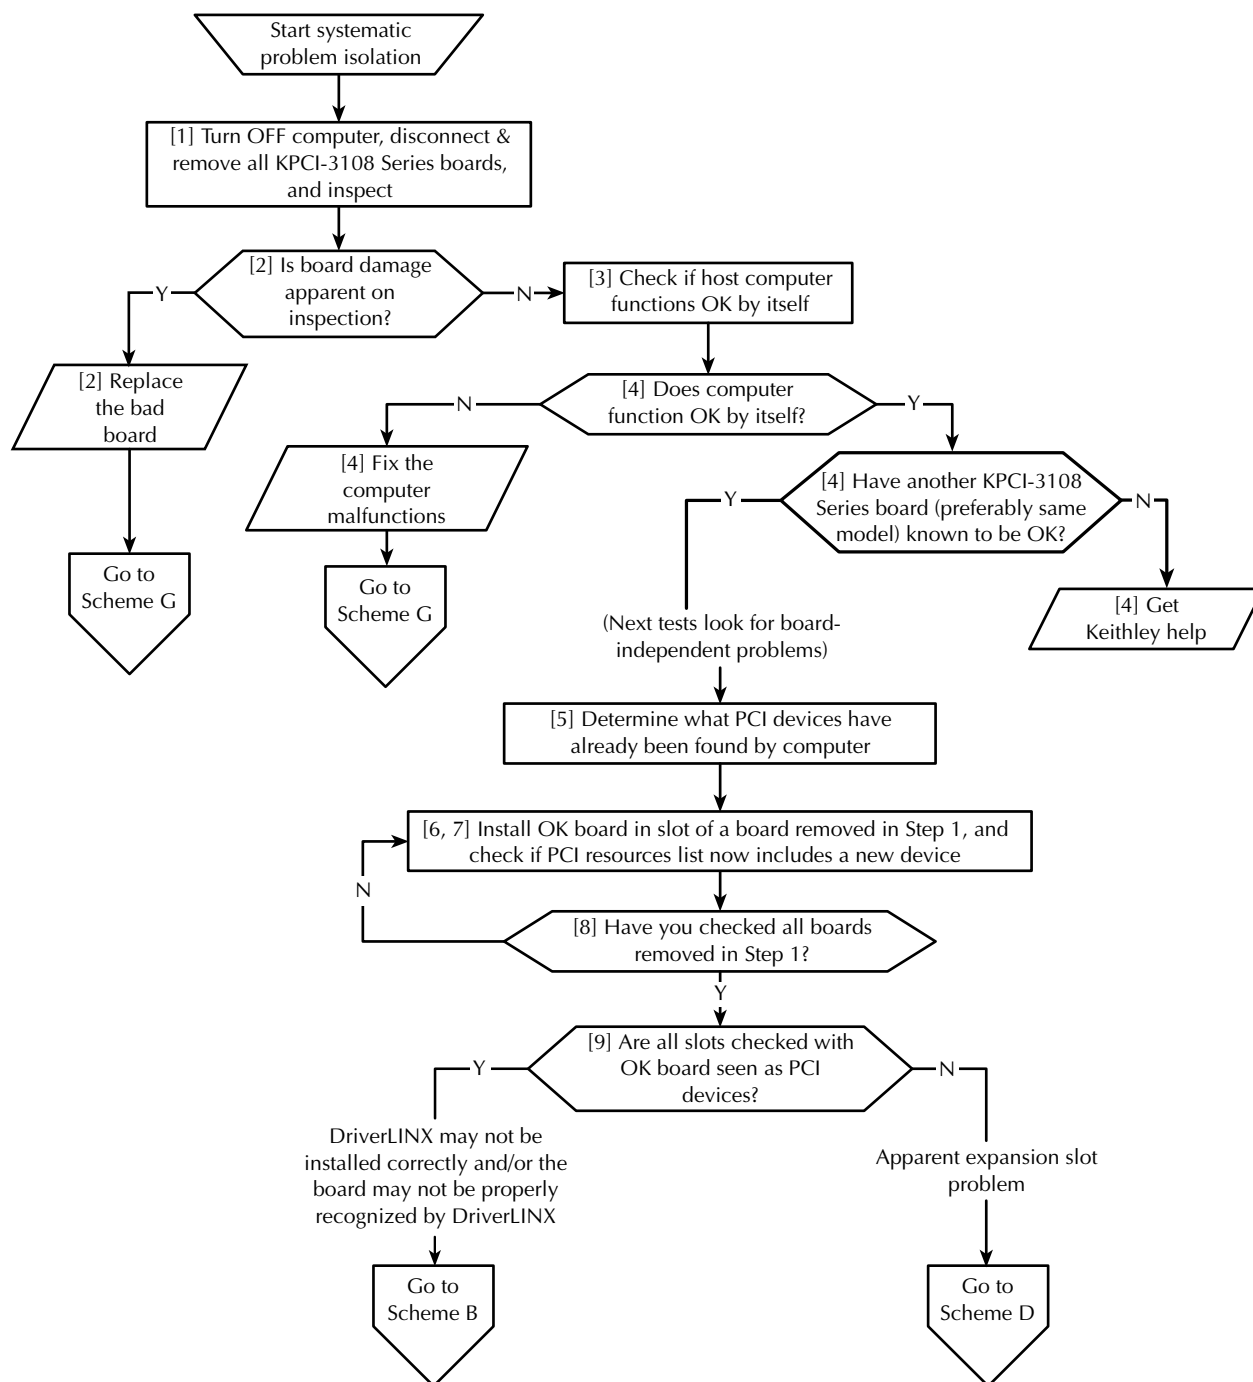 Start systematic
problem isolation
[1] Turn OFF computer, disconnect &
remove all KPCI-3108 Series boards,
and inspect
[2] Is board damage
apparent on
inspection?
Y
N
[3] Check if host computer
functions OK by itself
[2] Replace
the bad
board
[4] Does computer
function OK by itself?
N
Y
[4] Fix the
computer
malfunctions
[4] Have another KPCI-3108
Series board (preferably same
model) known to be OK?
Y
N
Go to
Scheme G
Go to
Scheme G
[4] Get
Keithley help
(Next tests look for board-
independent problems)
[5] Determine what PCI devices have
already been found by computer
[6, 7] Install OK board in slot of a board removed in Step 1, and
check if PCI resources list now includes a new device
N
[8] Have you checked all boards
removed in Step 1?
Y
[9] Are all slots checked with
OK board seen as PCI
devices?
Y
N
DriverLINX may not be
installed correctly and/or the
board may not be properly
recognized by DriverLINX
Apparent expansion slot
problem
Go to
Scheme B
Go to
Scheme D